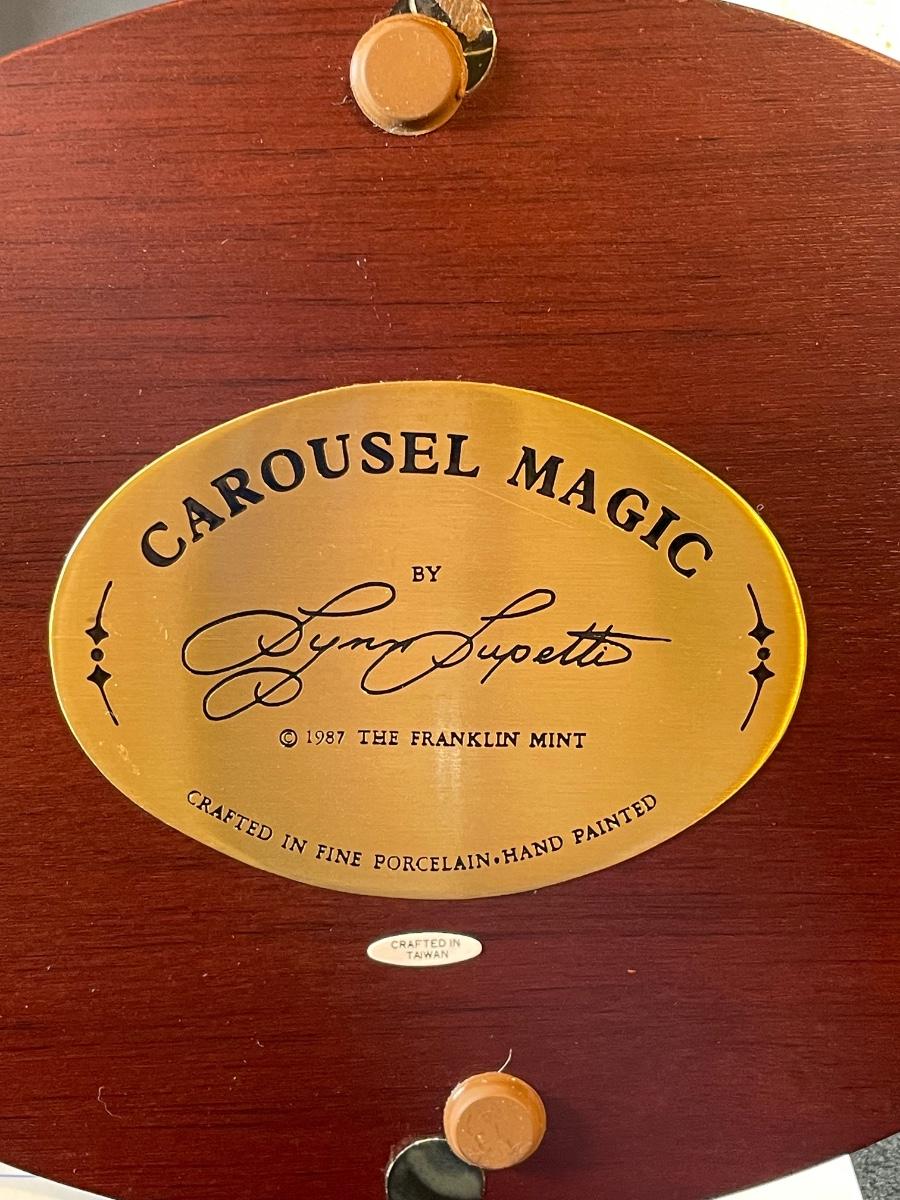 CAROUSEL MAGIC
BY
Lynn Lupetti
© 1987 THE FRANKLIN MINT
CRAFTED IN FINE PORCELAIN•HAND PAINTED
CRAFTED IN
TAIWAN